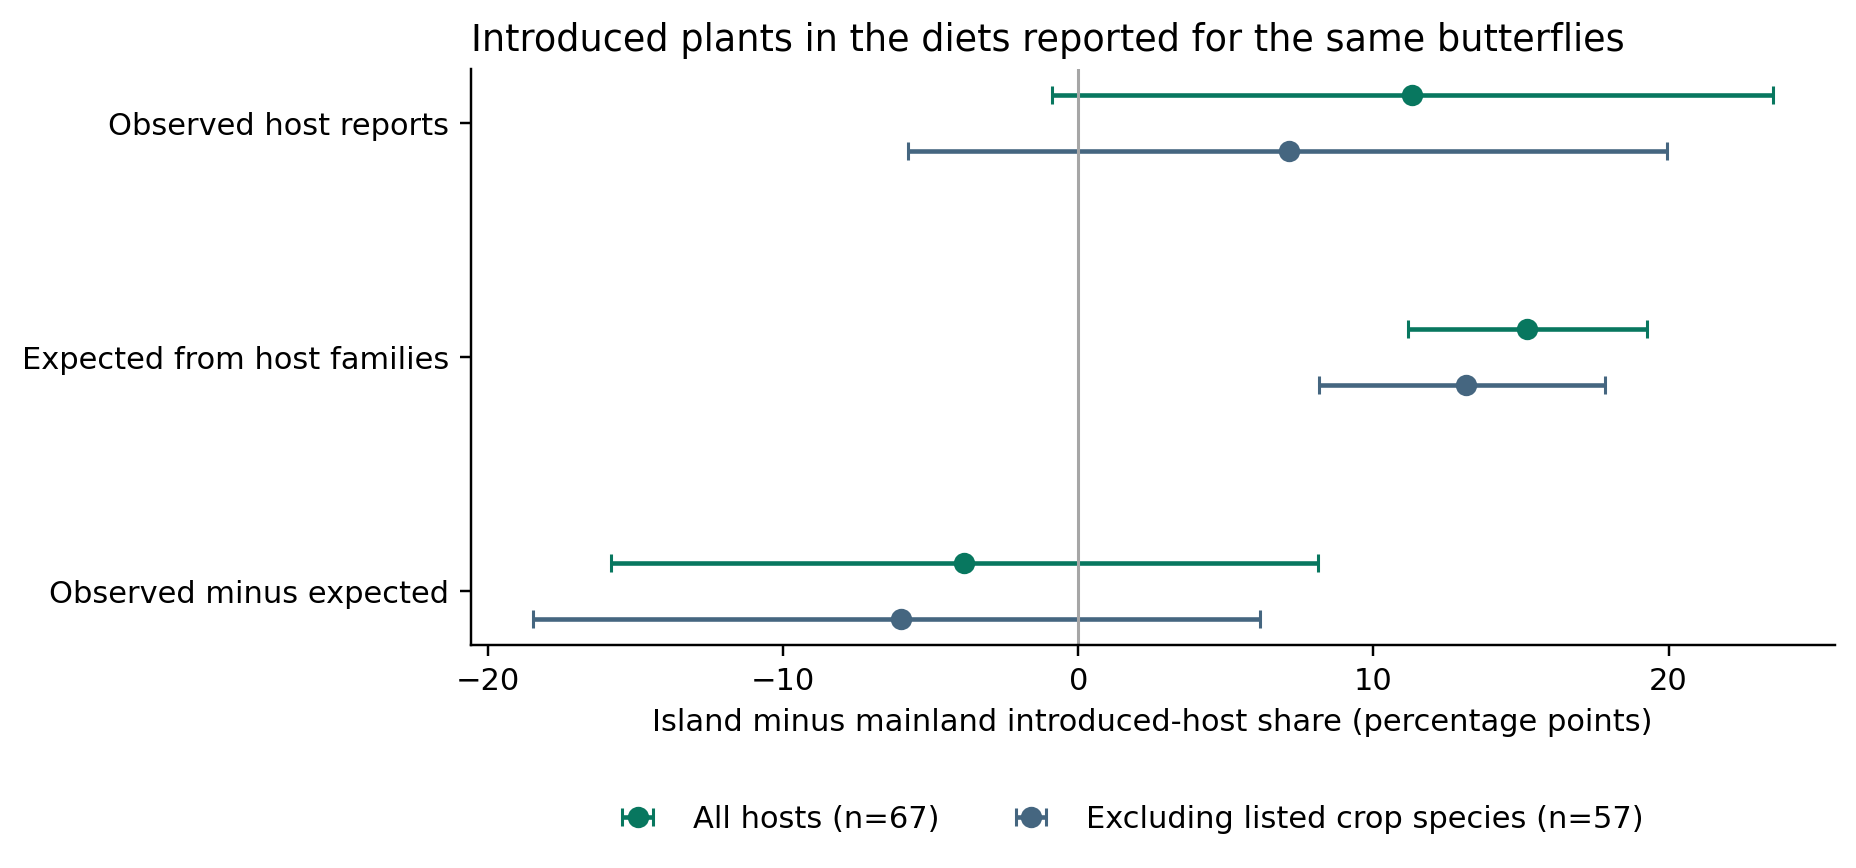 Introduced plants in the diets reported for the same butterflies
Observed host reports
Expected from host families
Observed minus expected
−20 −10 0 10 20
Island minus mainland introduced-host share (percentage points)
All hosts (n=67) Excluding listed crop species (n=57)